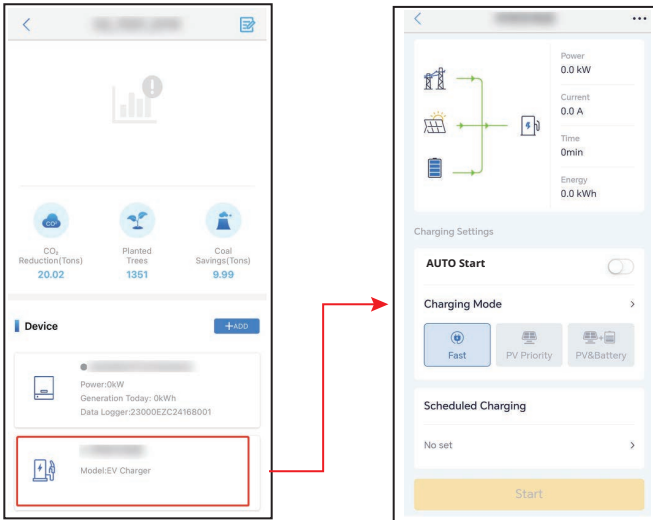 CO₂
Reduction(Tons)
20.02
Planted
Trees
1351
Coal
Savings(Tons)
9.99
Device
+ADD
Power:0kW
Generation Today: 0kWh
Data Logger:23000EZC24168001
Model:EV Charger
Power
0.0 kW
Current
0.0 A
Time
0min
Energy
0.0 kWh
Charging Settings
AUTO Start
Charging Mode
Fast
PV Priority
PV&Battery
Scheduled Charging
No set
Start